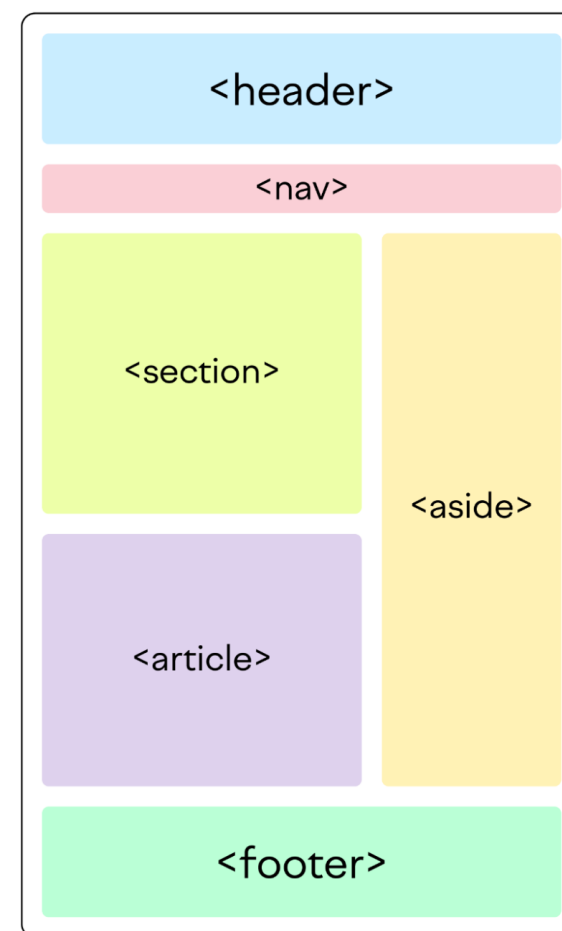 <header>
<nav>
<section>
<aside>
<article>
<footer>